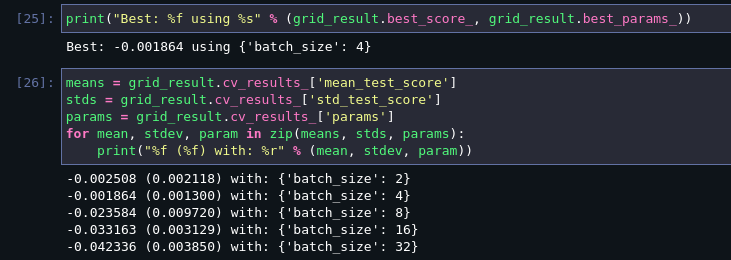 [25]: print("Best: %f using %s" % (grid_result.best_score_, grid_result.best_params_))
Best: -0.001864 using {'batch_size': 4}
[26]: means = grid_result.cv_results_['mean_test_score']
stds = grid_result.cv_results_['std_test_score']
params = grid_result.cv_results_['params']
for mean, stdev, param in zip(means, stds, params):
    print("%f (%f) with: %r" % (mean, stdev, param))
-0.002508 (0.002118) with: {'batch_size': 2}
-0.001864 (0.001300) with: {'batch_size': 4}
-0.023584 (0.009720) with: {'batch_size': 8}
-0.033163 (0.003129) with: {'batch_size': 16}
-0.042336 (0.003850) with: {'batch_size': 32}